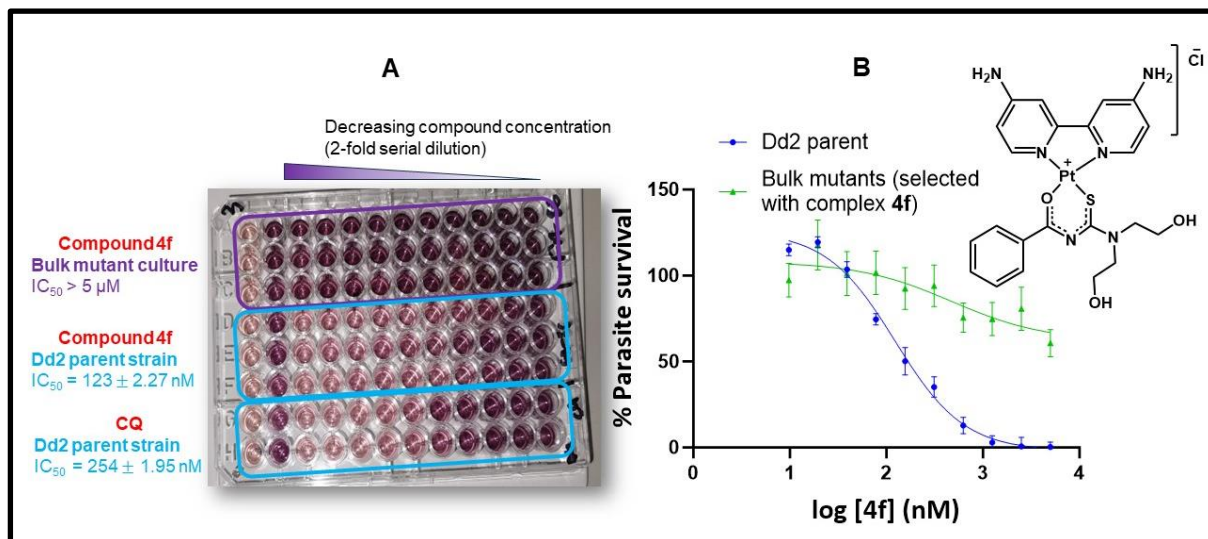 A
Decreasing compound concentration
(2-fold serial dilution)
Compound 4f
Bulk mutant culture
IC₅₀ > 5 µM
Compound 4f
Dd2 parent strain
IC₅₀ = 123 ± 2.27 nM
CQ
Dd2 parent strain
IC₅₀ = 254 ± 1.95 nM
3
B
C
D
E
B
Dd2 parent
Bulk mutants (selected
with complex 4f)
% Parasite survival
150
100
50
0
0
1
2
3
4
log [4f] (nM)
H₂N
NH₂
Cl̄
N
N
Pt
+
O
S
N
N
OH
OH